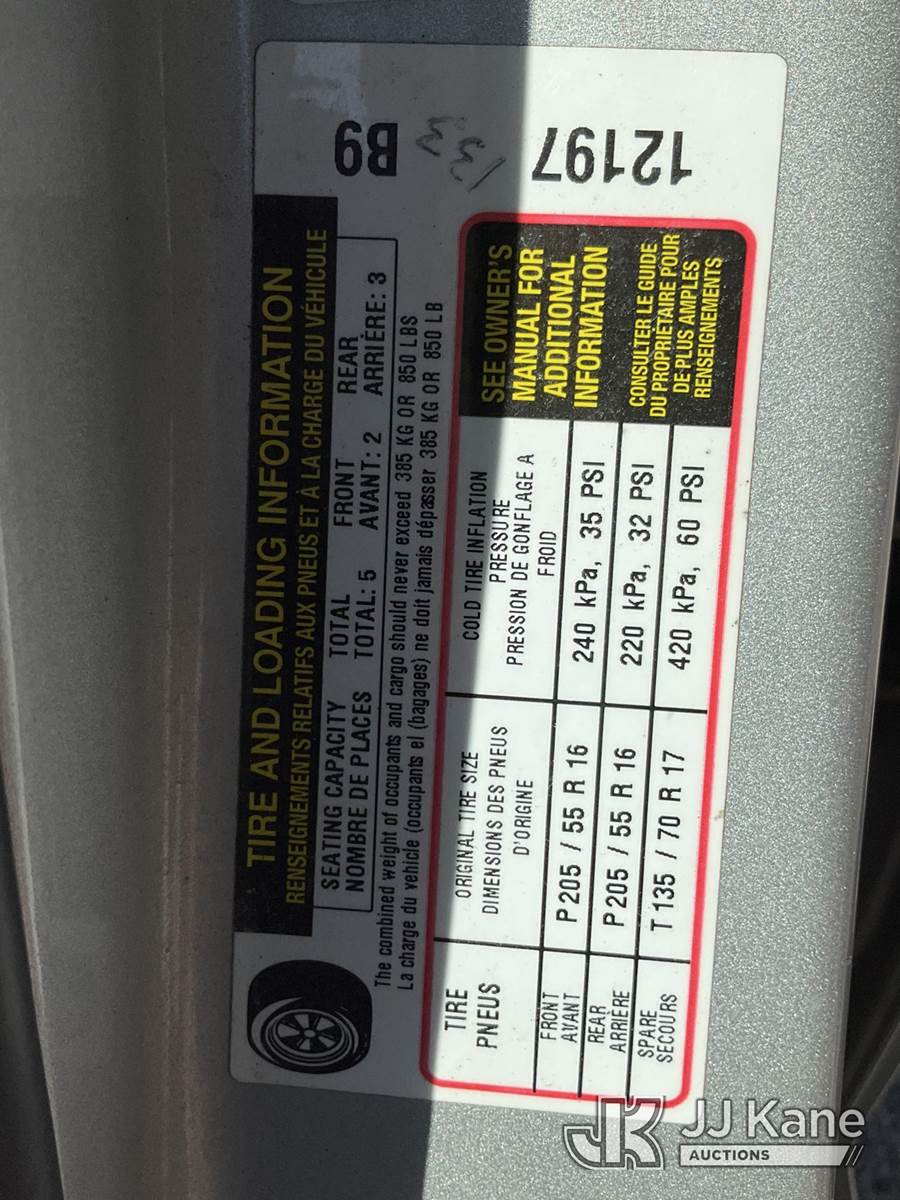 TIRE AND LOADING INFORMATION
RENSEIGNEMENTS RELATIFS AUX PNEUS ET À LA CHARGE DU VÉHICULE
SEATING CAPACITY TOTAL FRONT REAR
NOMBRE DE PLACES TOTAL: 5 AVANT: 2 ARRIÈRE: 3
The combined weight of occupants and cargo should never exceed 385 KG OR 850 LBS
La charge du vehicle (occupants el (bagages) ne doit jamais dépasser 385 KG OR 850 LB
TIRE
PNEUS
ORIGINAL TIRE SIZE
DIMENSIONS DES PNEUS
D'ORIGINE
COLD TIRE INFLATION
PRESSURE
PRESSION DE GONFLAGE A
FROID
FRONT
AVANT
P205 / 55 R 16
240 kPa, 35 PSI
REAR
ARRIÈRE
P205 / 55 R 16
220 kPa, 32 PSI
SPARE
SECOURS
T135 / 70 R 17
420 kPa, 60 PSI
SEE OWNER'S
MANUAL FOR
ADDITIONAL
INFORMATION
CONSULTER LE GUIDE
DU PROPRIÉTAIRE POUR
DE PLUS AMPLES
RENSEIGNEMENTS
B9
12197
JJ Kane
AUCTIONS